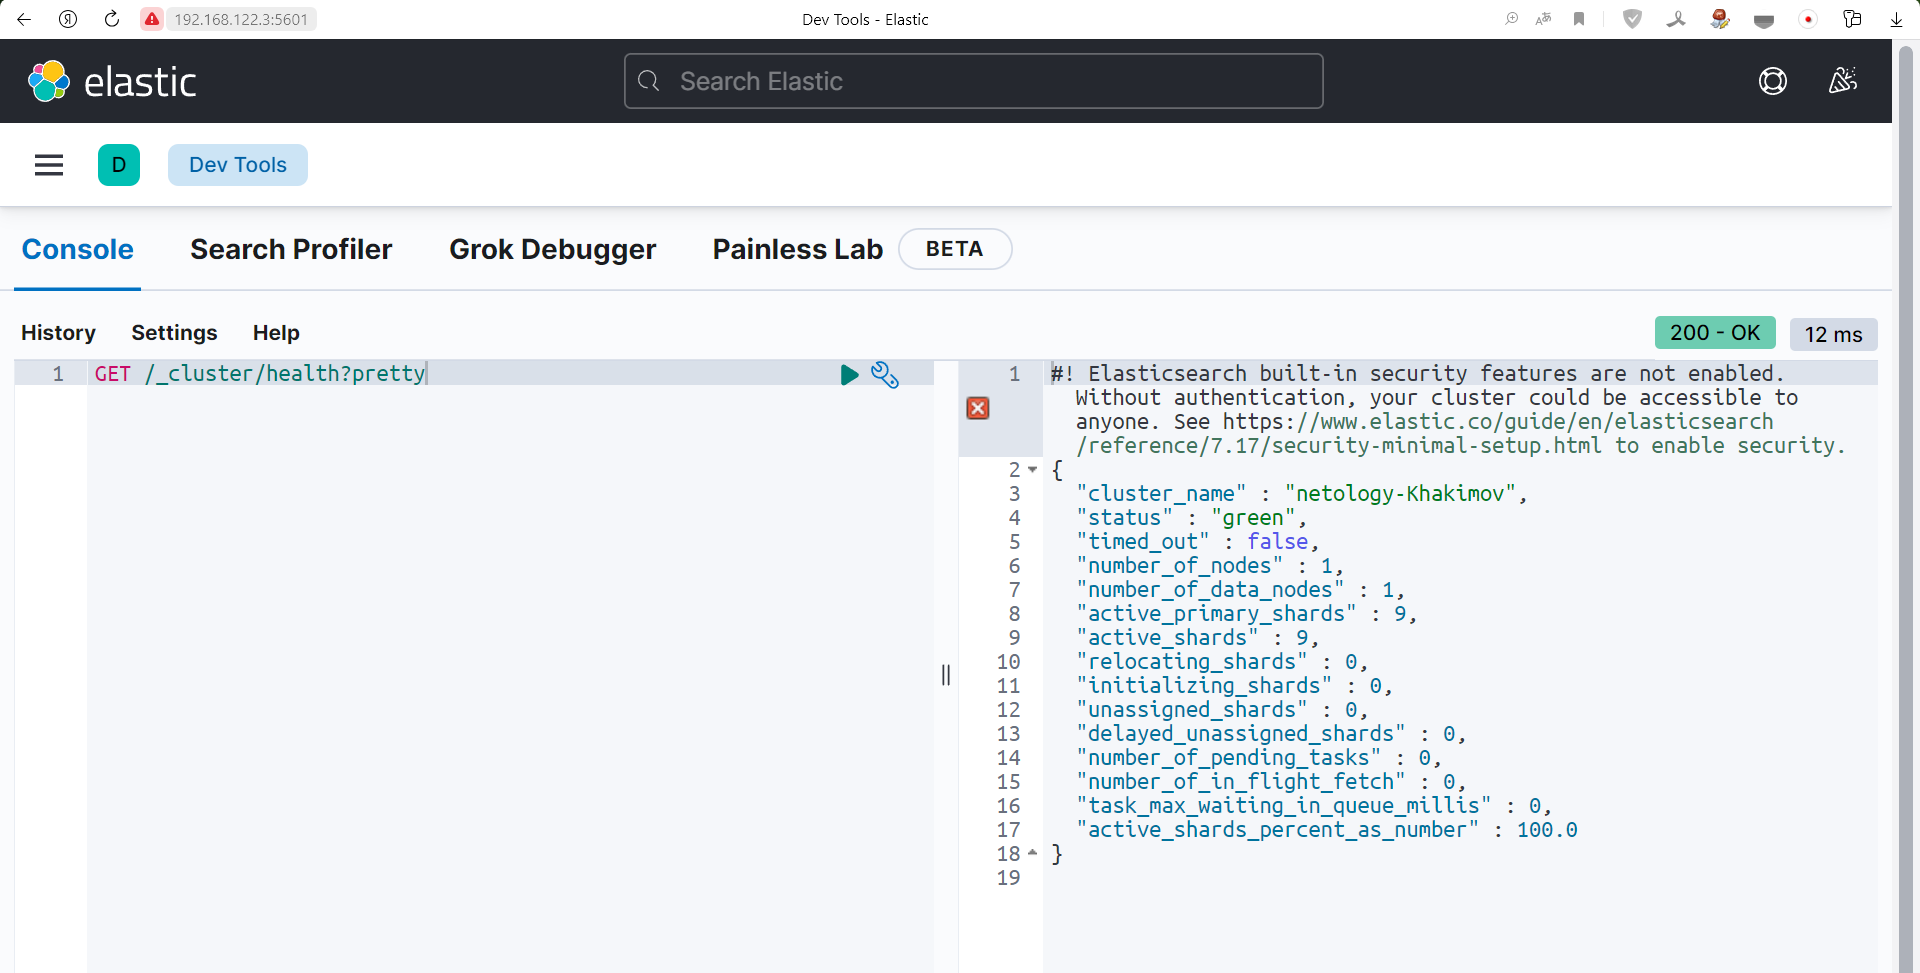 192.168.122.3:5601
Dev Tools - Elastic
elastic
Search Elastic
D
Dev Tools
Console
Search Profiler
Grok Debugger
Painless Lab
BETA
History
Settings
Help
200 - OK
12 ms
1
GET /_cluster/health?pretty
1 #! Elasticsearch built-in security features are not enabled.
Without authentication, your cluster could be accessible to
anyone. See https://www.elastic.co/guide/en/elasticsearch
/reference/7.17/security-minimal-setup.html to enable security.
2 {
3 "cluster_name" : "netology-Khakimov",
4 "status" : "green",
5 "timed_out" : false,
6 "number_of_nodes" : 1,
7 "number_of_data_nodes" : 1,
8 "active_primary_shards" : 9,
9 "active_shards" : 9,
10 "relocating_shards" : 0,
11 "initializing_shards" : 0,
12 "unassigned_shards" : 0,
13 "delayed_unassigned_shards" : 0,
14 "number_of_pending_tasks" : 0,
15 "number_of_in_flight_fetch" : 0,
16 "task_max_waiting_in_queue_millis" : 0,
17 "active_shards_percent_as_number" : 100.0
18 }
19